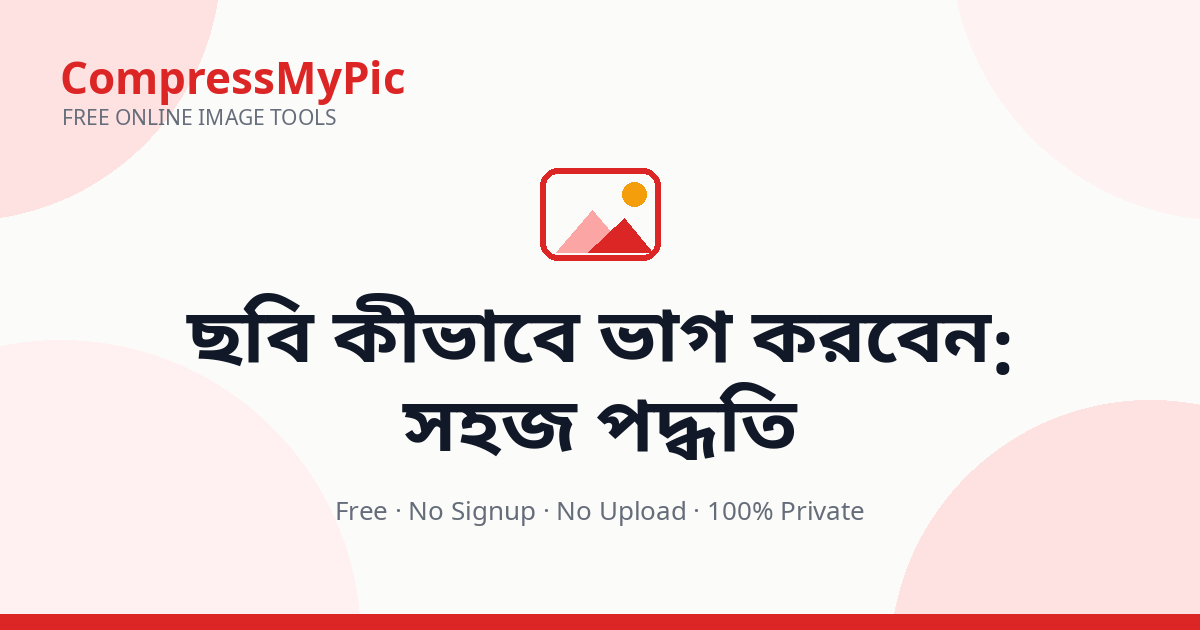 CompressMyPic
FREE ONLINE IMAGE TOOLS
ছবি কীভাবে ভাগ করবেন:
সহজ পদ্ধতি
Free · No Signup · No Upload · 100% Private